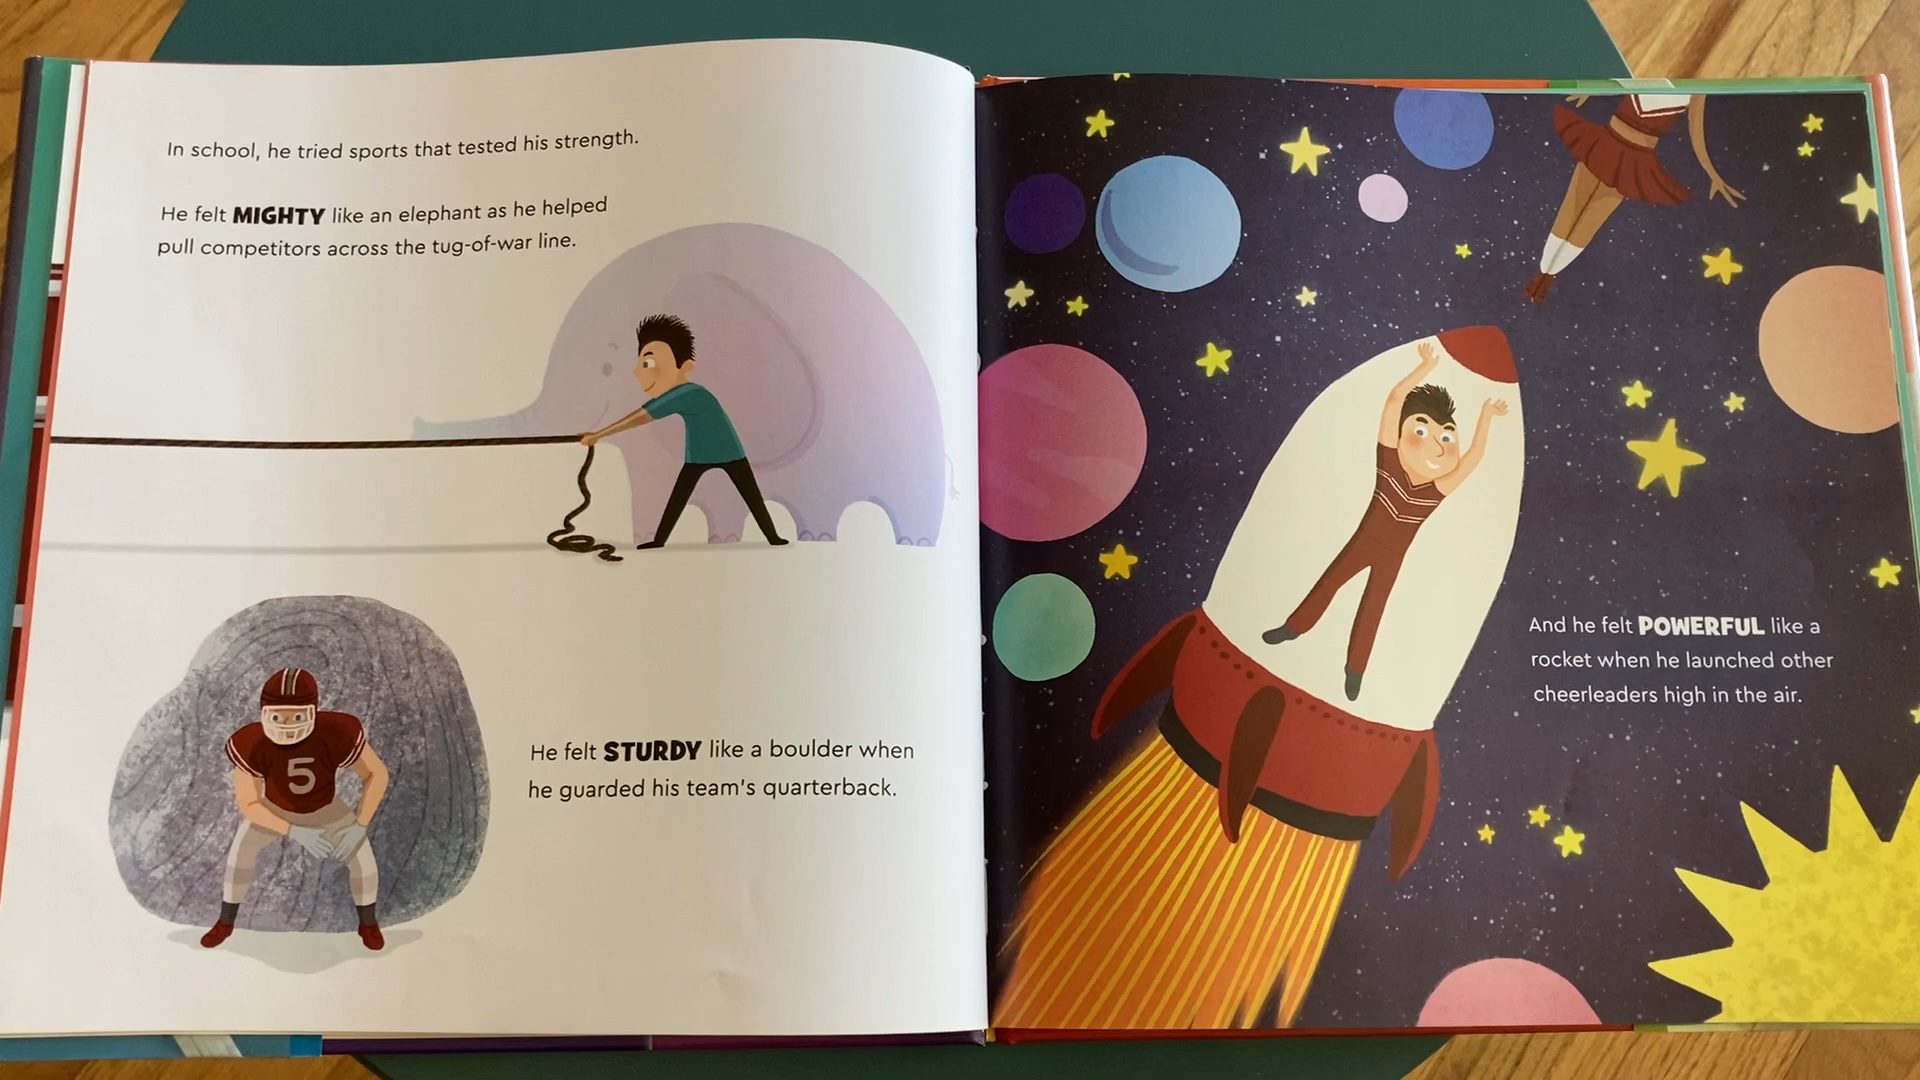 In school, he tried sports that tested his strength.
He felt MIGHTY like an elephant as he helped
pull competitors across the tug-of-war line.
5
He felt STURDY like a boulder when
he guarded his team's quarterback.
And he felt POWERFUL like a
rocket when he launched other
cheerleaders high in the air.